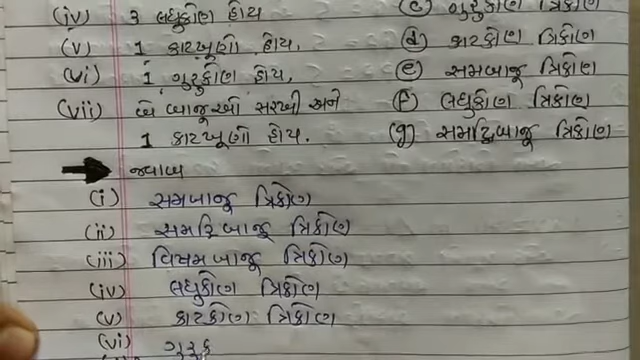 (iv) ૩ લઘુકોણ હોય (c) ગુરુકોણ ત્રિકોણ
(v) 1 કાટખૂણો હોય. (d) કાટકોણ ત્રિકોણ
(vi) 1 ગુરુકોણ હોય, (e) સમબાજૂ ત્રિકોણ
(vii) બે બાજૂઓ સરખી અને (f) લઘુકોણ ત્રિકોણ
1 કાટખૂણો હોય. (g) સમદ્વિબાજૂ ત્રિકોણ
જવાબ
(i) સમબાજૂ ત્રિકોણ
(ii) સમદ્વિબાજૂ ત્રિકોણ
(iii) વિષમબાજૂ ત્રિકોણ
(iv) લઘુકોણ ત્રિકોણ
(v) કાટકોણ ત્રિકોણ
(vi) ગુરુક